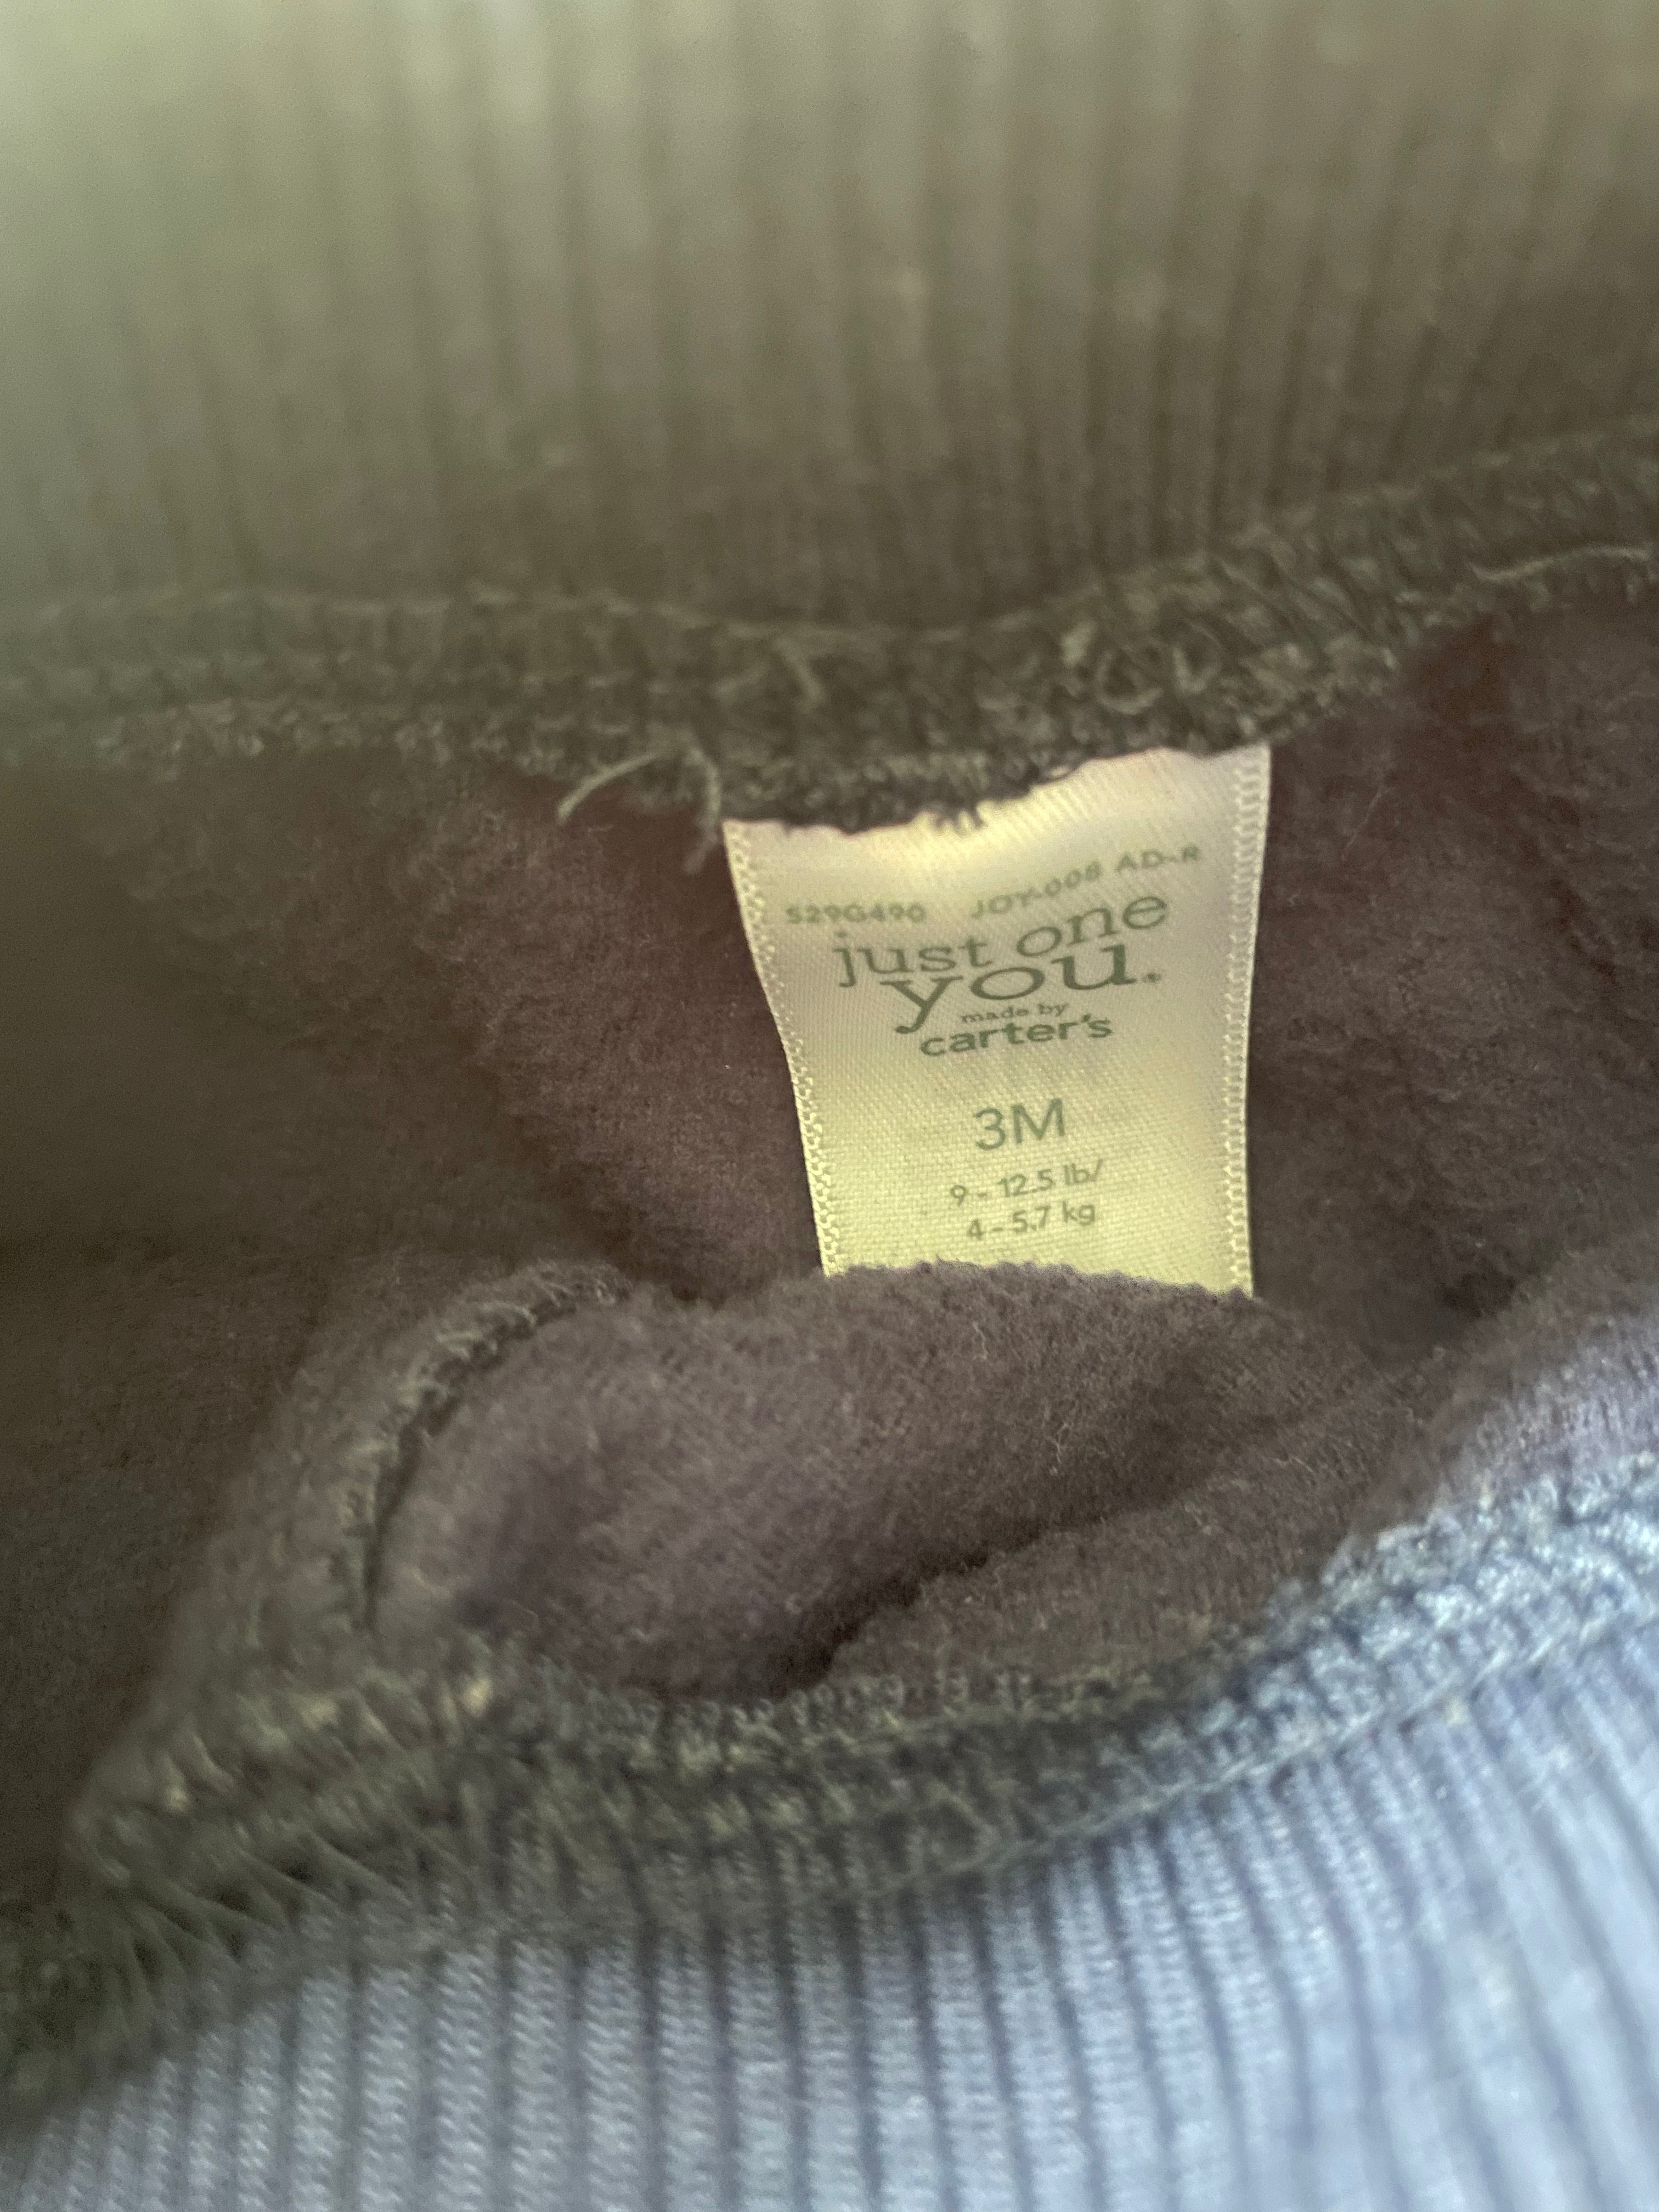 529G490 JOY-008 AD-R
just one
you®
made by
carter's
3M
9 - 12.5 lb/
4 - 5.7 kg